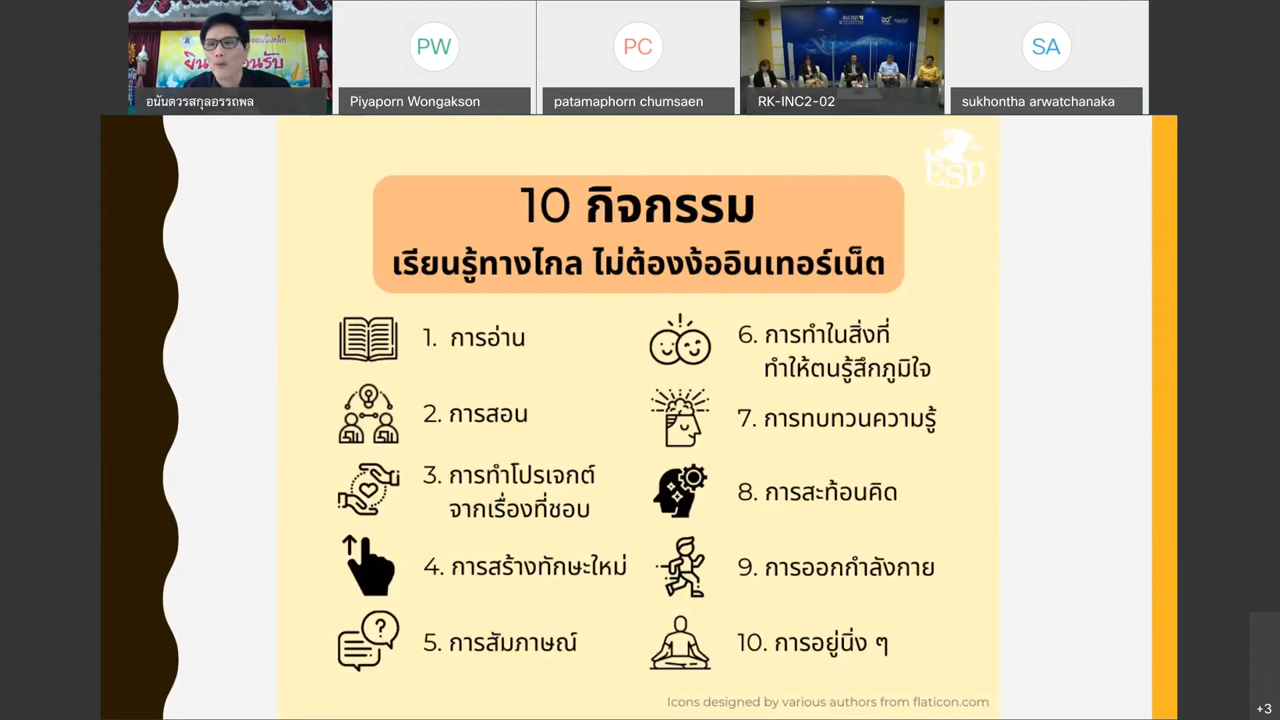 อนันตวรสกุลอรรถพล
PW
Piyaporn Wongakson
PC
patamaphorn chumsaen
RK-INC2-02
SA
sukhontha arwatchanaka
ESD
10 กิจกรรม
เรียนรู้ทางไกล ไม่ต้องง้ออินเทอร์เน็ต
1. การอ่าน
2. การสอน
3. การทำโปรเจกต์
จากเรื่องที่ชอบ
4. การสร้างทักษะใหม่
5. การสัมภาษณ์
6. การทำในสิ่งที่
ทำให้ตนรู้สึกภูมิใจ
7. การทบทวนความรู้
8. การสะท้อนคิด
9. การออกกำลังกาย
10. การอยู่นิ่ง ๆ
Icons designed by various authors from flaticon.com
+3